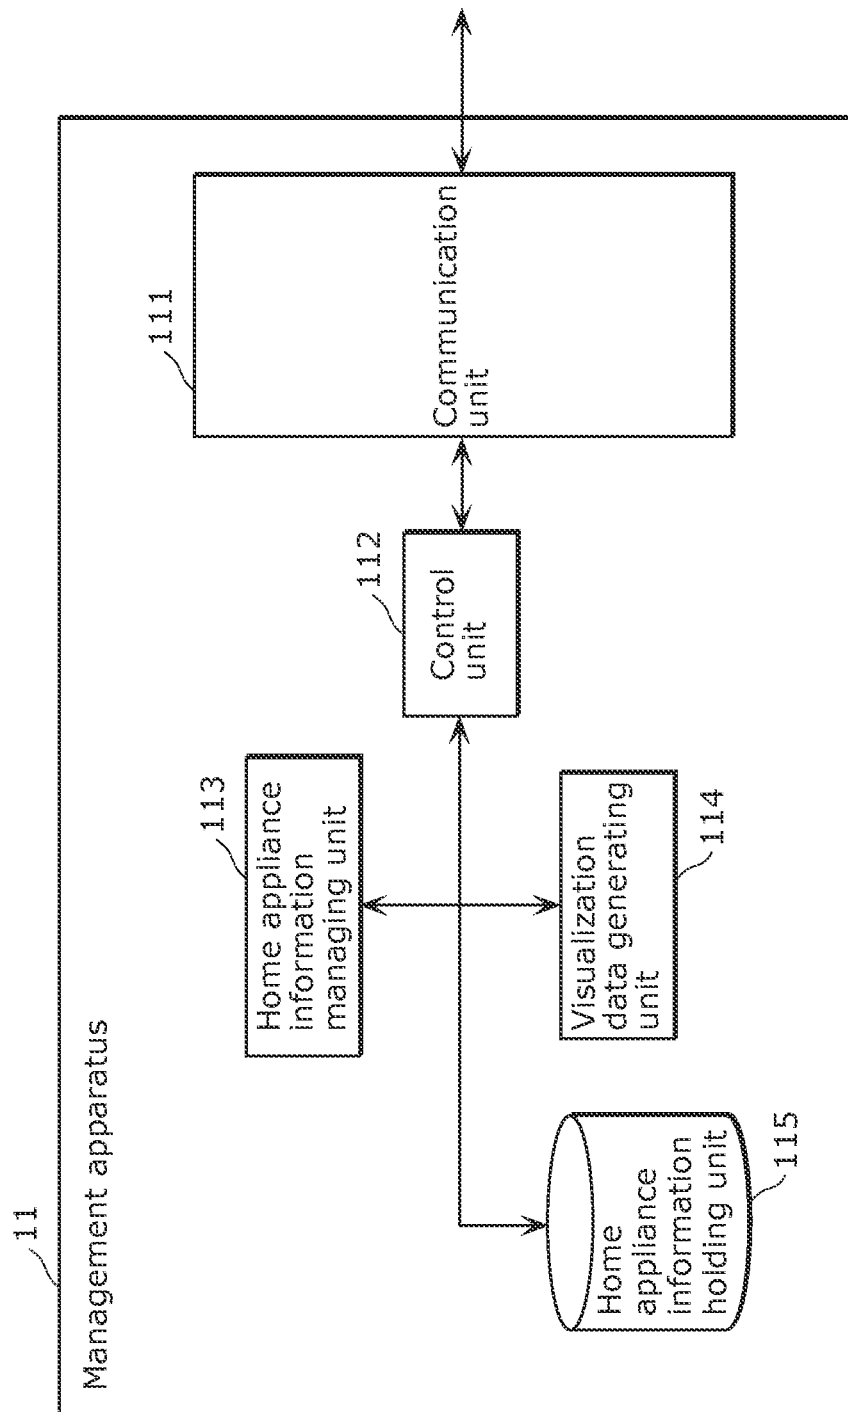 11
Management apparatus
111
Communication
unit
112
Control
unit
113
Home appliance
information
managing unit
114
Visualization
data generating
unit
115
Home
appliance
information
holding unit